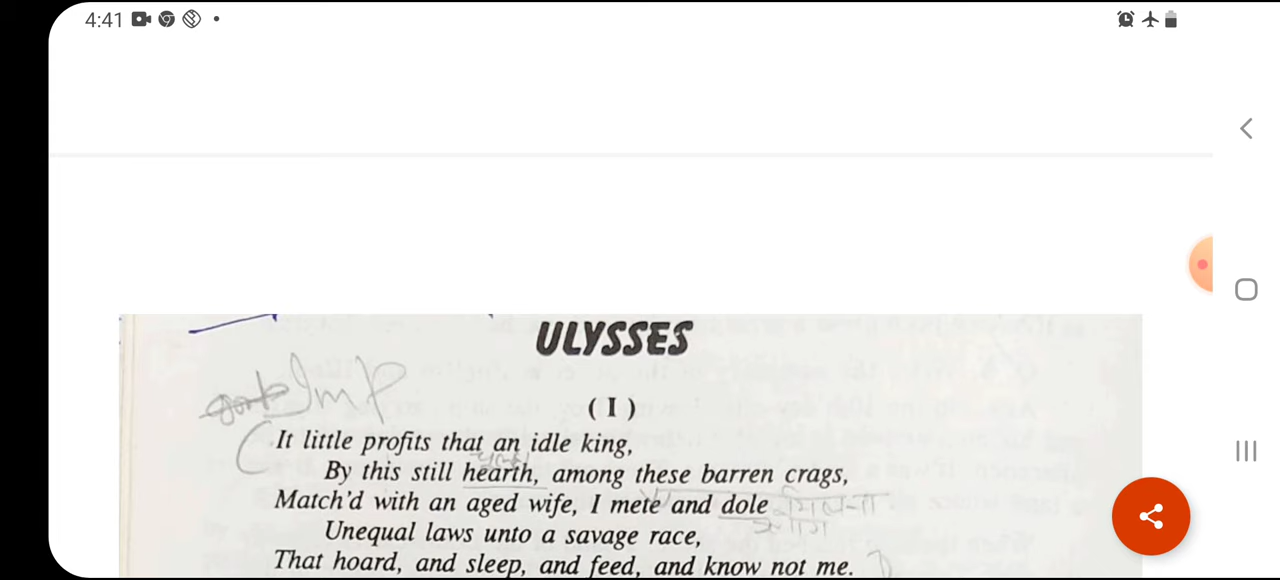 4:41
ULYSSES
Imp
( I )
It little profits that an idle king,
By this still hearth, among these barren crags,
Match'd with an aged wife, I mete and dole
Unequal laws unto a savage race,
That hoard, and sleep, and feed, and know not me.